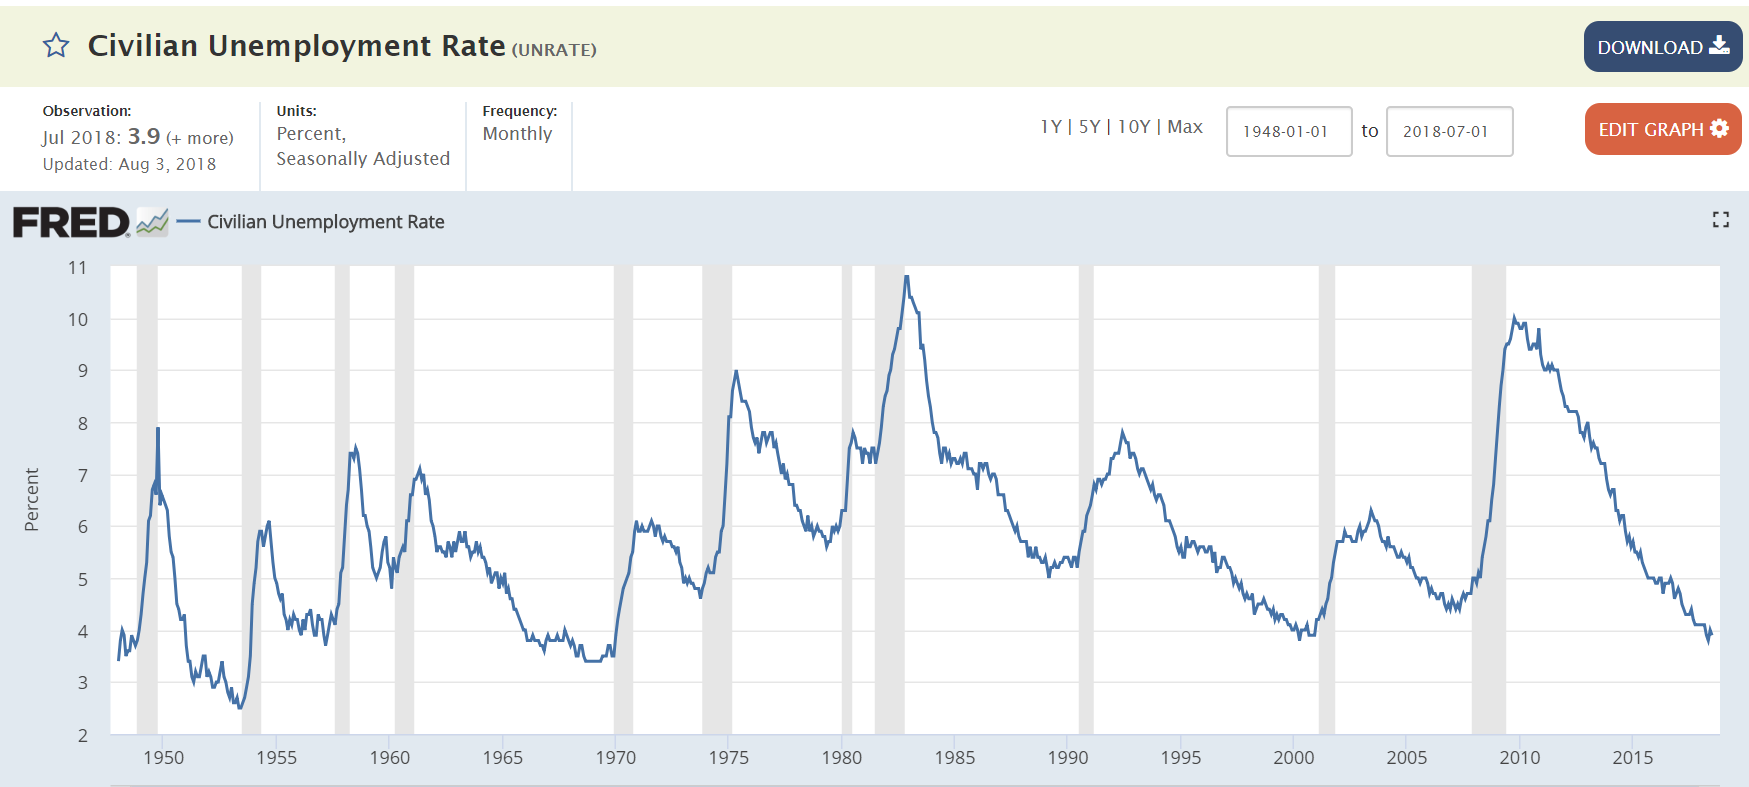 Civilian Unemployment Rate (UNRATE)
DOWNLOAD
Observation:
Jul 2018: 3.9 (+ more)
Updated: Aug 3, 2018
Units:
Percent,
Seasonally Adjusted
Frequency:
Monthly
1Y | 5Y | 10Y | Max
1948-01-01 to 2018-07-01
EDIT GRAPH
FRED
Civilian Unemployment Rate
Percent
11
10
9
8
7
6
5
4
3
2
1950 1955 1960 1965 1970 1975 1980 1985 1990 1995 2000 2005 2010 2015